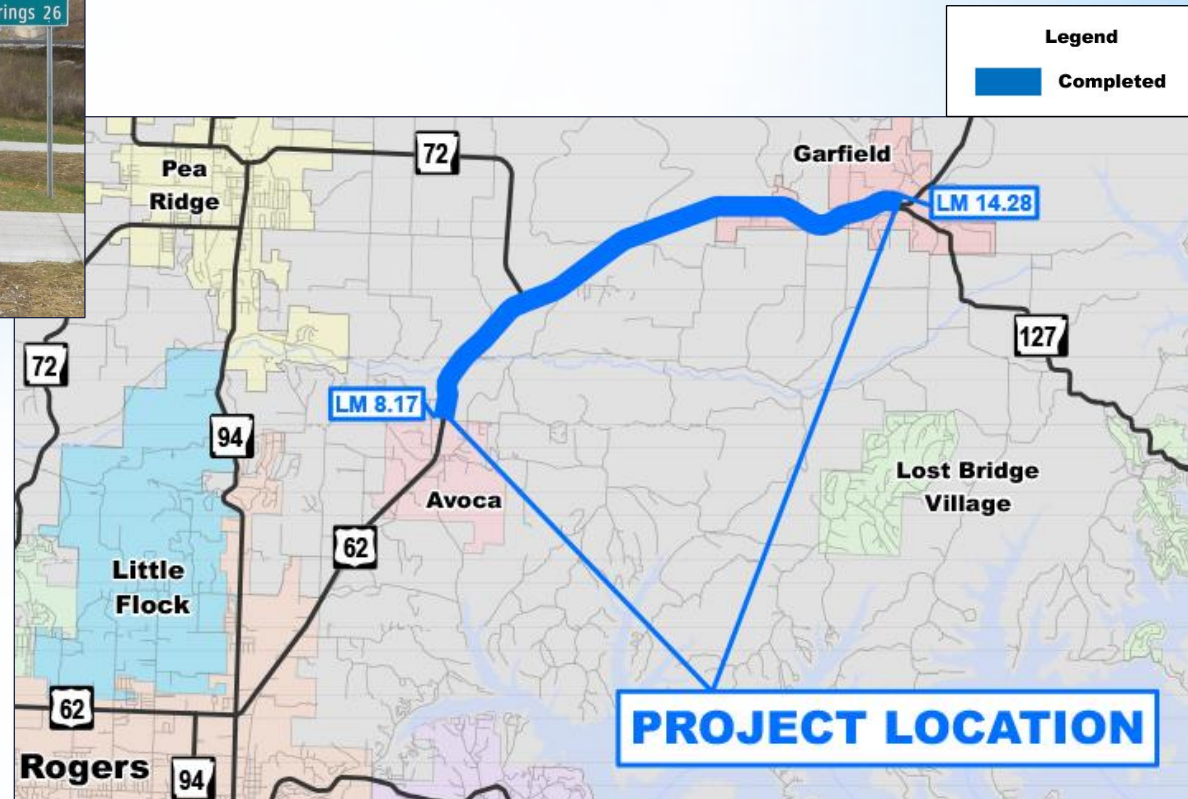 rings 26
Legend
Completed
Pea
Ridge
72
Garfield
LM 14.28
127
72
LM 8.17
94
Avoca
Lost Bridge
Village
62
Little
Flock
62
PROJECT LOCATION
Rogers
94